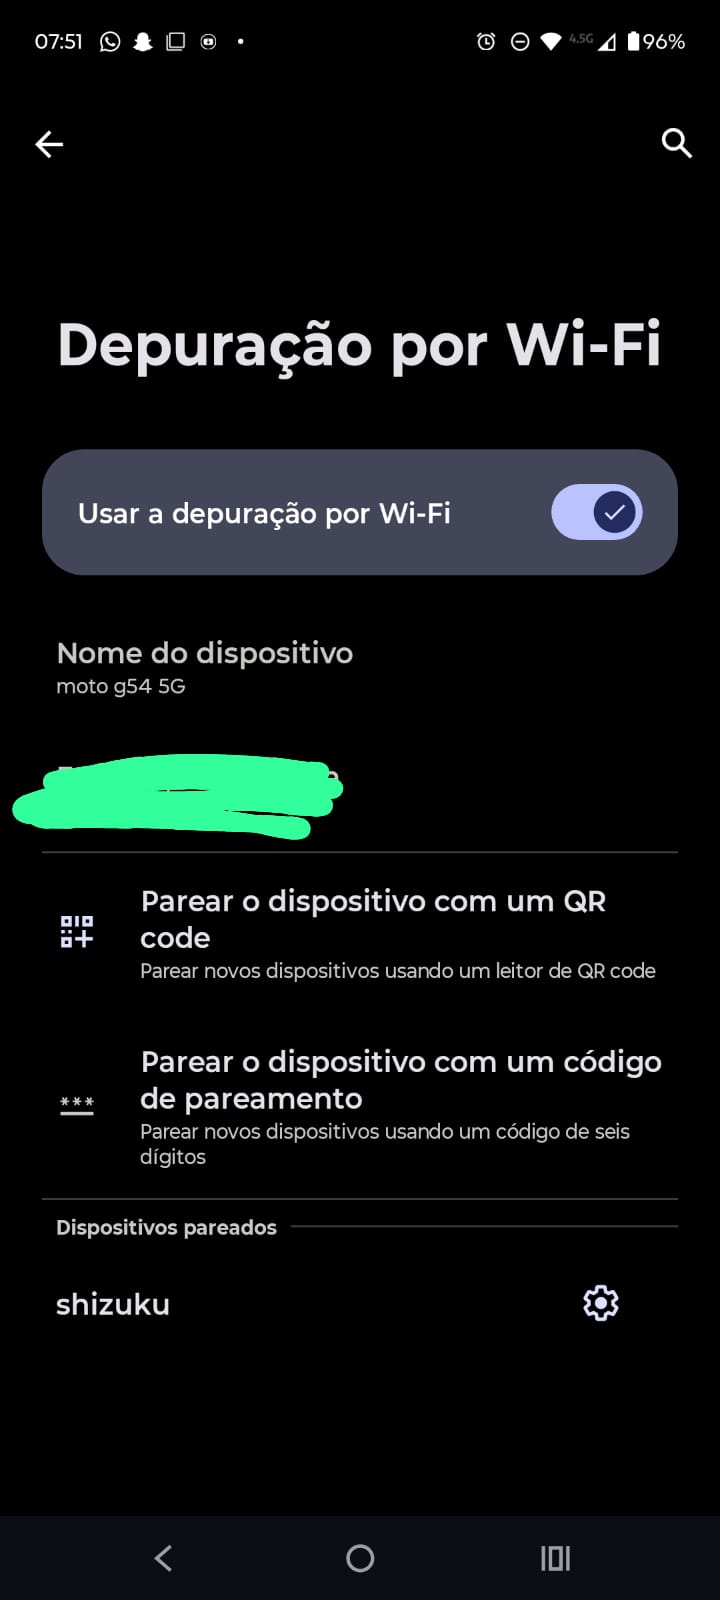 07:51 4.5G 96%
Depuração por Wi-Fi
Usar a depuração por Wi-Fi
Nome do dispositivo
moto g54 5G
Parear o dispositivo com um QR
code
Parear novos dispositivos usando um leitor de QR code
Parear o dispositivo com um código
de pareamento
Parear novos dispositivos usando um código de seis
dígitos
Dispositivos pareados
shizuku